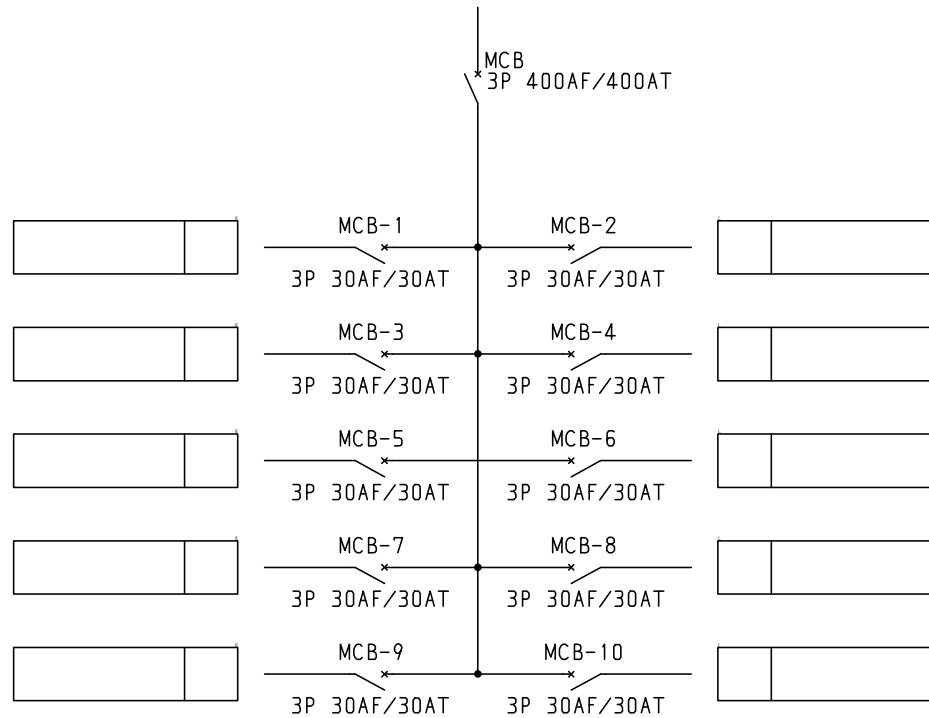 MCB
3P 400AF/400AT
MCB-1
MCB-2
3P 30AF/30AT
3P 30AF/30AT
MCB-3
MCB-4
3P 30AF/30AT
3P 30AF/30AT
MCB-5
MCB-6
3P 30AF/30AT
3P 30AF/30AT
MCB-7
MCB-8
3P 30AF/30AT
3P 30AF/30AT
MCB-9
MCB-10
3P 30AF/30AT
3P 30AF/30AT